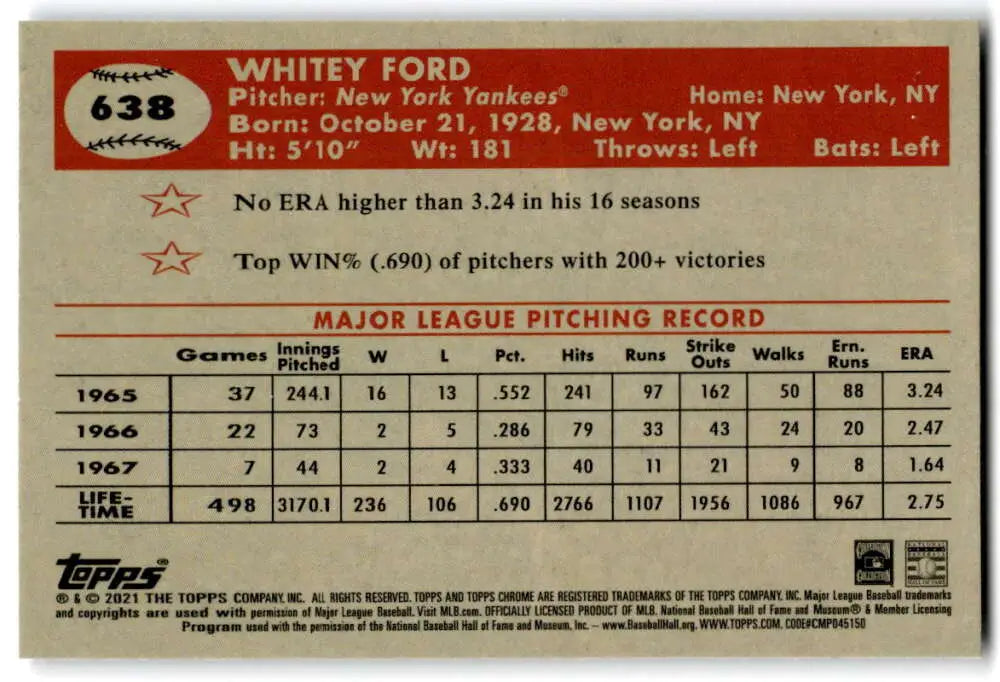 638
WHITEY FORD
Pitcher: New York Yankees® Home: New York, NY
Born: October 21, 1928, New York, NY
Ht: 5'10" Wt: 181 Throws: Left Bats: Left
No ERA higher than 3.24 in his 16 seasons
Top WIN% (.690) of pitchers with 200+ victories
MAJOR LEAGUE PITCHING RECORD
Games Innings Pitched W L Pct. Hits Runs Strike Outs Walks Ern. Runs ERA
1965 37 244.1 16 13 .552 241 97 162 50 88 3.24
1966 22 73 2 5 .286 79 33 43 24 20 2.47
1967 7 44 2 4 .333 40 11 21 9 8 1.64
LIFE-TIME 498 3170.1 236 106 .690 2766 1107 1956 1086 967 2.75
topps®
® & © 2021 THE TOPPS COMPANY, INC. ALL RIGHTS RESERVED. TOPPS AND TOPPS CHROME ARE REGISTERED TRADEMARKS OF THE TOPPS COMPANY, INC. Major League Baseball trademarks
and copyrights are used with permission of Major League Baseball. Visit MLB.com. OFFICIALLY LICENSED PRODUCT OF MLB. National Baseball Hall of Fame and Museum® & Member Licensing
Program used with the permission of the National Baseball Hall of Fame and Museum, Inc. – www.BaseballHall.org. WWW.TOPPS.COM. CODE#CMP045150